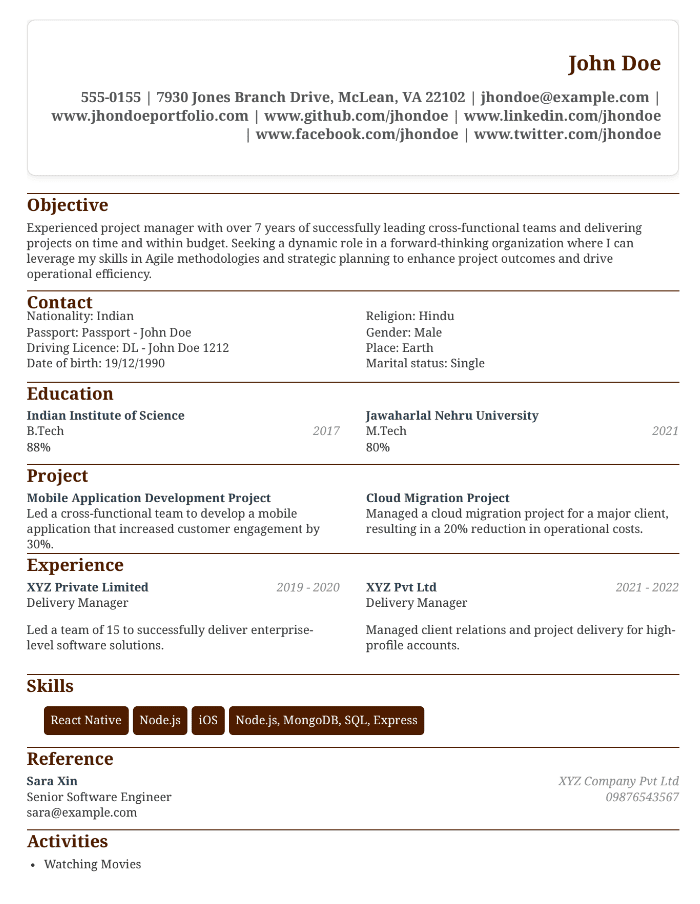 John Doe
555-0155 | 7930 Jones Branch Drive, McLean, VA 22102 | jhondoe@example.com |
www.jhondoeportfolio.com | www.github.com/jhondoe | www.linkedin.com/jhondoe
| www.facebook.com/jhondoe | www.twitter.com/jhondoe
Objective
Experienced project manager with over 7 years of successfully leading cross-functional teams and delivering
projects on time and within budget. Seeking a dynamic role in a forward-thinking organization where I can
leverage my skills in Agile methodologies and strategic planning to enhance project outcomes and drive
operational efficiency.
Contact
Nationality: Indian
Passport: Passport - John Doe
Driving Licence: DL - John Doe 1212
Date of birth: 19/12/1990
Religion: Hindu
Gender: Male
Place: Earth
Marital status: Single
Education
Indian Institute of Science
B.Tech 2017
88%
Jawaharlal Nehru University
M.Tech 2021
80%
Project
Mobile Application Development Project
Led a cross-functional team to develop a mobile
application that increased customer engagement by
30%.
Cloud Migration Project
Managed a cloud migration project for a major client,
resulting in a 20% reduction in operational costs.
Experience
XYZ Private Limited 2019 - 2020
Delivery Manager
Led a team of 15 to successfully deliver enterprise-
level software solutions.
XYZ Pvt Ltd 2021 - 2022
Delivery Manager
Managed client relations and project delivery for high-
profile accounts.
Skills
React Native Node.js iOS Node.js, MongoDB, SQL, Express
Reference
Sara Xin XYZ Company Pvt Ltd
Senior Software Engineer 09876543567
sara@example.com
Activities
• Watching Movies